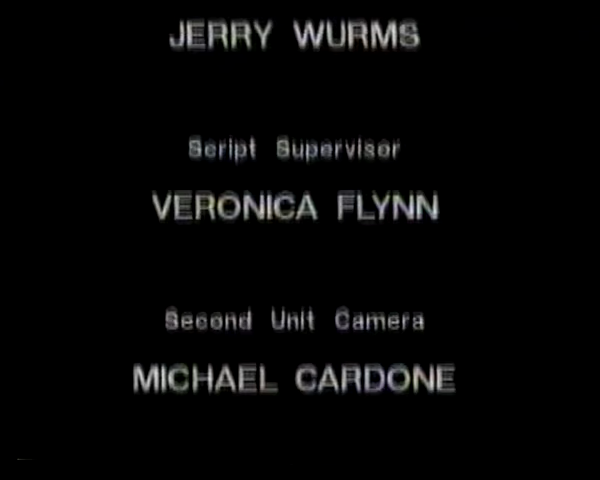 JERRY WURMS
Script Supervisor
VERONICA FLYNN
Second Unit Camera
MICHAEL CARDONE